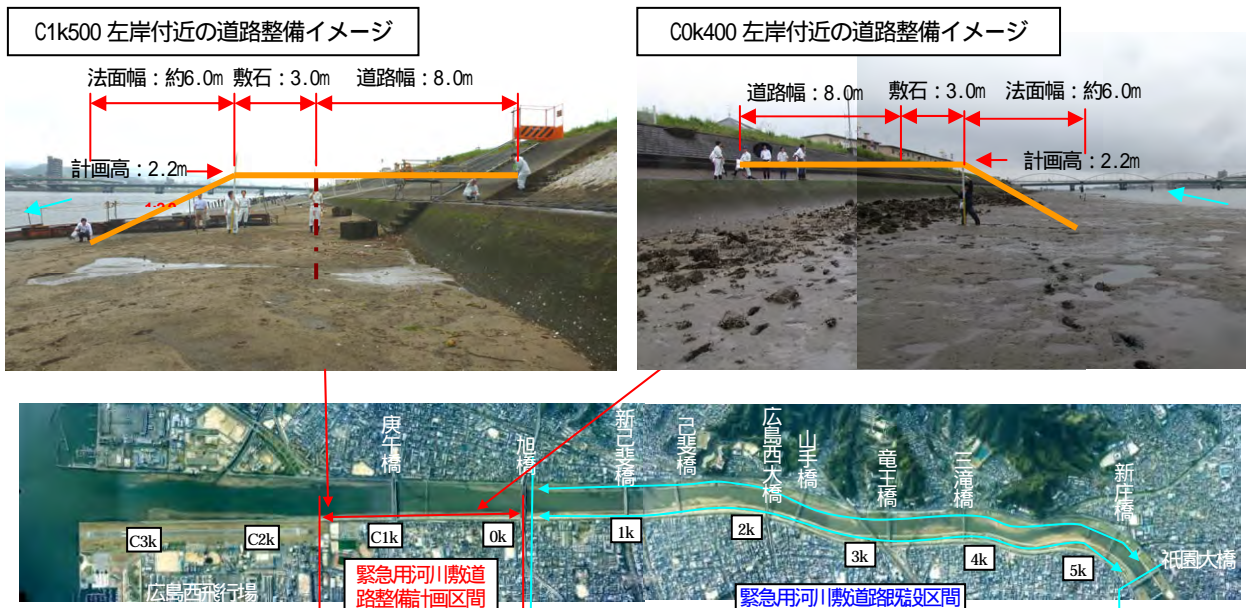 C1k500 左岸付近の道路整備イメージ
法面幅：約6.0m 敷石：3.0m 道路幅：8.0m
計画高：2.2m
C0k400 左岸付近の道路整備イメージ
道路幅：8.0m 敷石：3.0m 法面幅：約6.0m
計画高：2.2m
庚午橋
旭橋
新己斐橋
己斐橋
広島西大橋
山手橋
竜王橋
三滝橋
新庄橋
祇園大橋
C3k
C2k
C1k
0k
1k
2k
3k
4k
5k
広島西飛行場
緊急用河川敷道
路整備計画区間
緊急用河川敷道路既設区間